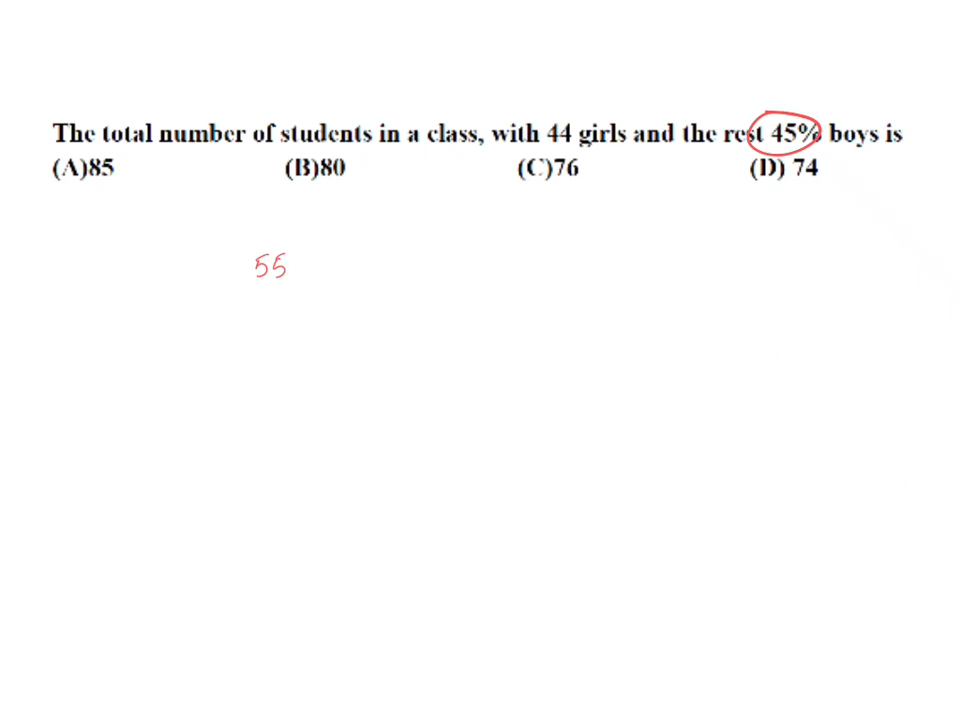 The total number of students in a class, with 44 girls and the rest 45% boys is
(A)85 (B)80 (C)76 (D) 74
55